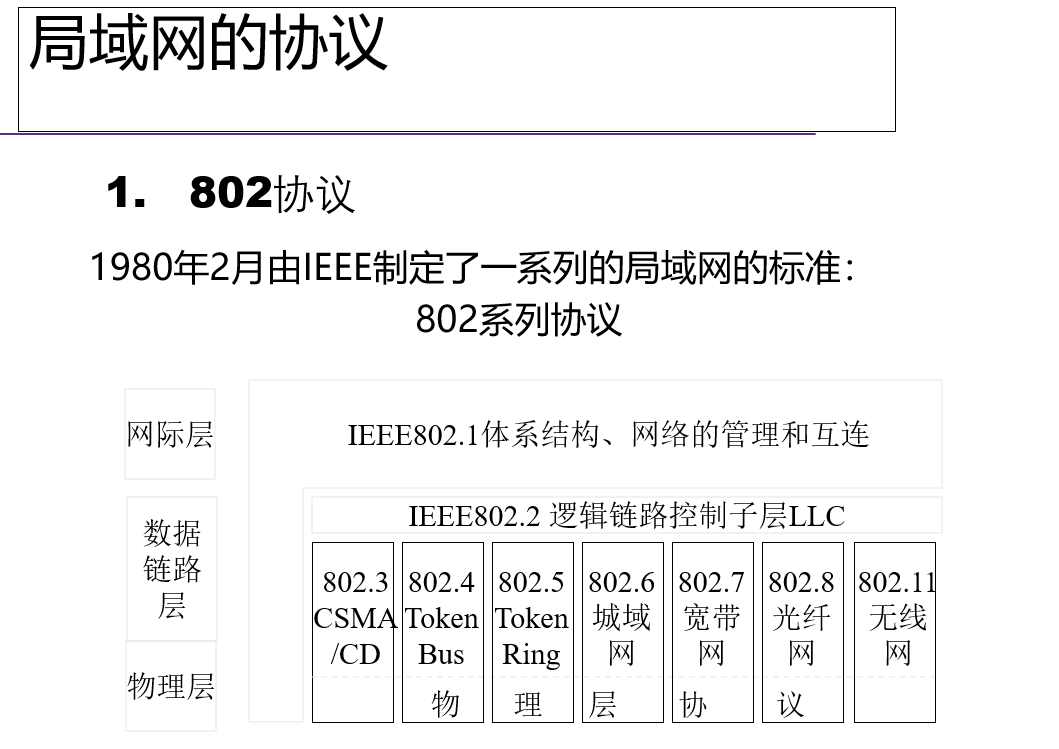 局域网的协议
1. 802协议
1980年2月由IEEE制定了一系列的局域网的标准：
802系列协议
网际层
IEEE802.1体系结构、网络的管理和互连
数据
链路
层
IEEE802.2 逻辑链路控制子层LLC
802.3
CSMA
/CD
802.4
Token
Bus
802.5
Token
Ring
802.6
城域
网
802.7
宽带
网
802.8
光纤
网
802.11
无线
网
物理层
物 理 层 协 议